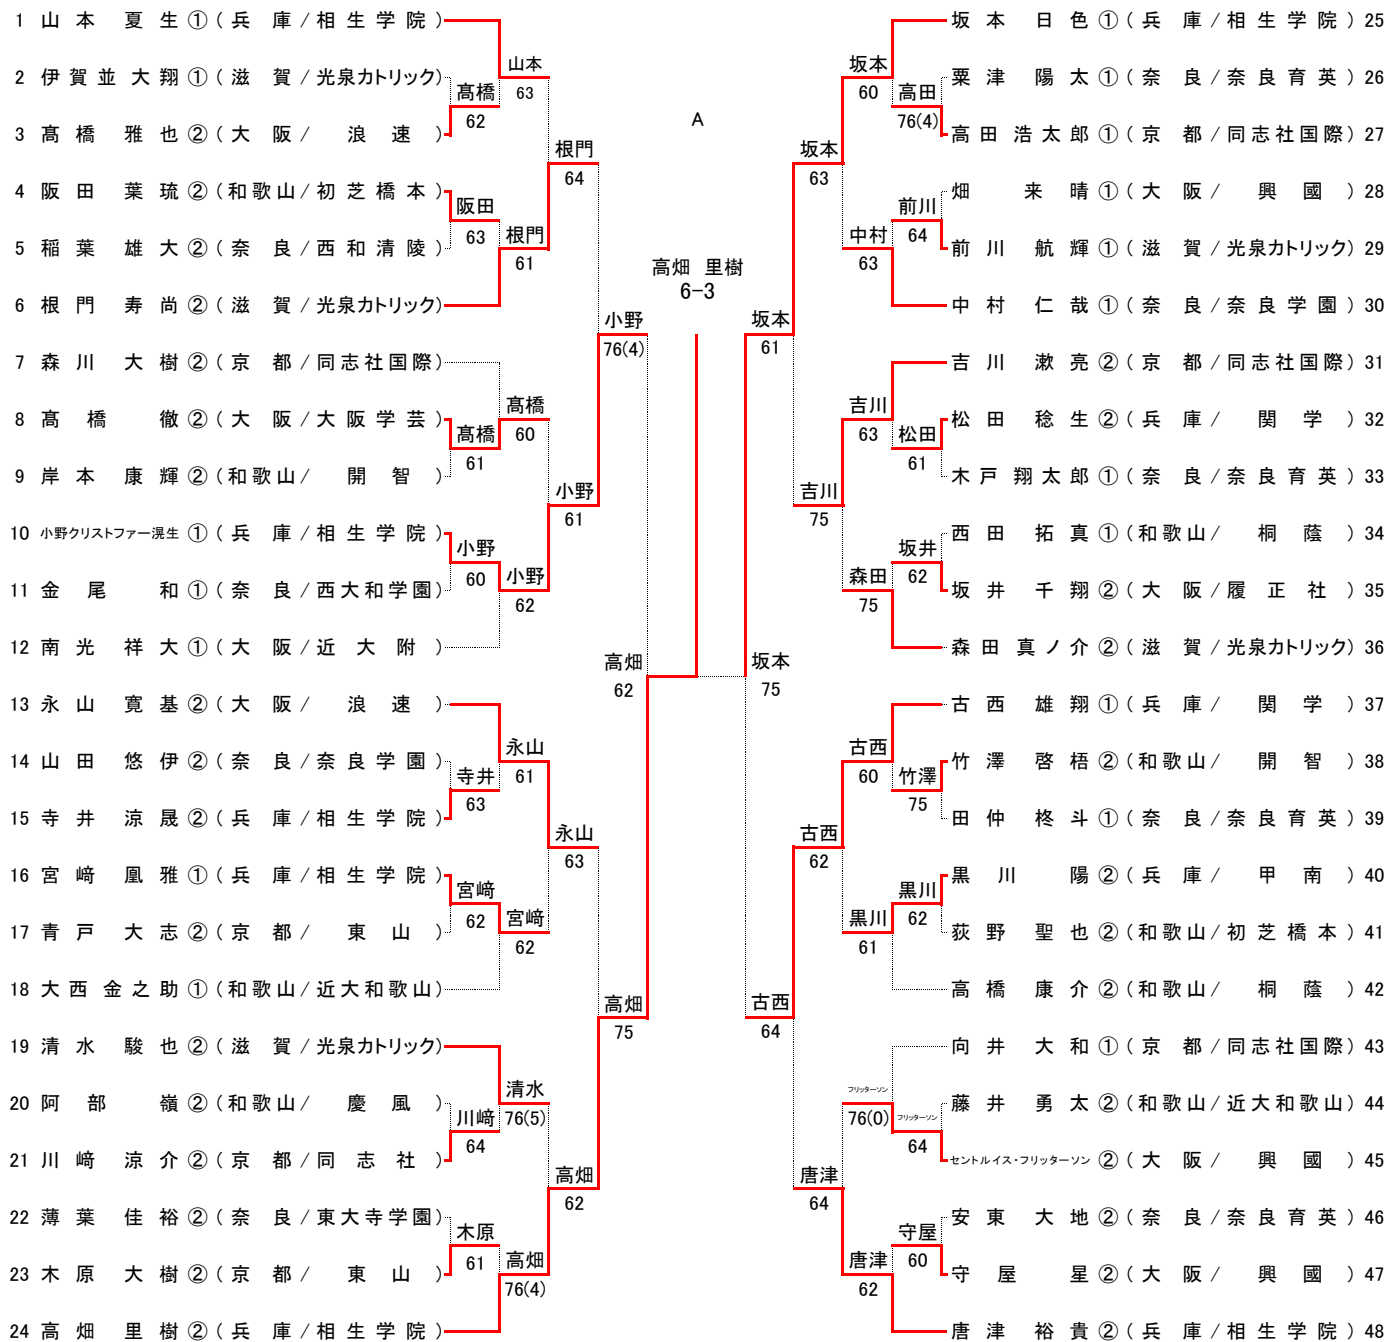 1 山本 夏生 ① (兵庫/相生学院)
2 伊賀並大翔 ① (滋賀/光泉カトリック)
3 髙橋 雅也 ② (大阪/浪速)
4 阪田 葉琉 ② (和歌山/初芝橋本)
5 稲葉 雄大 ② (奈良/西和清陵)
6 根門 寿尚 ② (滋賀/光泉カトリック)
7 森川 大樹 ② (京都/同志社国際)
8 髙橋 徹 ② (大阪/大阪学芸)
9 岸本 康輝 ② (和歌山/開智)
10 小野クリストファー滉生 ① (兵庫/相生学院)
11 金尾 和 ① (奈良/西大和学園)
12 南光 祥大 ① (大阪/近大附)
13 永山 寛基 ② (大阪/浪速)
14 山田 悠伊 ② (奈良/奈良学園)
15 寺井 涼晟 ② (兵庫/相生学院)
16 宮﨑 凰雅 ① (兵庫/相生学院)
17 青戸 大志 ② (京都/東山)
18 大西金之助 ① (和歌山/近大和歌山)
19 清水 駿也 ② (滋賀/光泉カトリック)
20 阿部 嶺 ② (和歌山/慶風)
21 川﨑 涼介 ② (京都/同志社)
22 薄葉 佳裕 ② (奈良/東大寺学園)
23 木原 大樹 ② (京都/東山)
24 高畑 里樹 ② (兵庫/相生学院)
髙橋
62
阪田
63
髙橋
61
小野
60
寺井
63
宮﨑
62
川﨑
64
木原
61
山本
63
根門
61
髙橋
60
小野
62
永山
61
宮﨑
62
清水
76(5)
高畑
76(4)
根門
64
小野
61
永山
63
高畑
62
小野
76(4)
高畑
75
高畑
62
A
高畑 里樹
6-3
坂本
75
坂本
61
古西
64
坂本
63
吉川
75
古西
62
唐津
64
坂本
60
中村
63
吉川
63
森田
75
古西
60
黒川
61
フリッターソン
76(0)
唐津
62
高田
76(4)
前川
64
松田
61
坂井
62
竹澤
75
黒川
62
フリッターソン
64
守屋
60
坂本 日色 ① (兵庫/相生学院) 25
粟津 陽太 ① (奈良/奈良育英) 26
高田浩太郎 ① (京都/同志社国際) 27
畑 来晴 ① (大阪/興國) 28
前川 航輝 ① (滋賀/光泉カトリック) 29
中村 仁哉 ① (奈良/奈良学園) 30
吉川 漱亮 ② (京都/同志社国際) 31
松田 稔生 ② (兵庫/関学) 32
木戸翔太郎 ① (奈良/奈良育英) 33
西田 拓真 ① (和歌山/桐蔭) 34
坂井 千翔 ② (大阪/履正社) 35
森田真ノ介 ② (滋賀/光泉カトリック) 36
古西 雄翔 ① (兵庫/関学) 37
竹澤 啓梧 ② (和歌山/開智) 38
田仲 柊斗 ① (奈良/奈良育英) 39
黒川 陽 ② (兵庫/甲南) 40
荻野 聖也 ② (和歌山/初芝橋本) 41
高橋 康介 ② (和歌山/桐蔭) 42
向井 大和 ① (京都/同志社国際) 43
藤井 勇太 ② (和歌山/近大和歌山) 44
セントルイス・フリッターソン ② (大阪/興國) 45
安東 大地 ② (奈良/奈良育英) 46
守屋 星 ② (大阪/興國) 47
唐津 裕貴 ② (兵庫/相生学院) 48